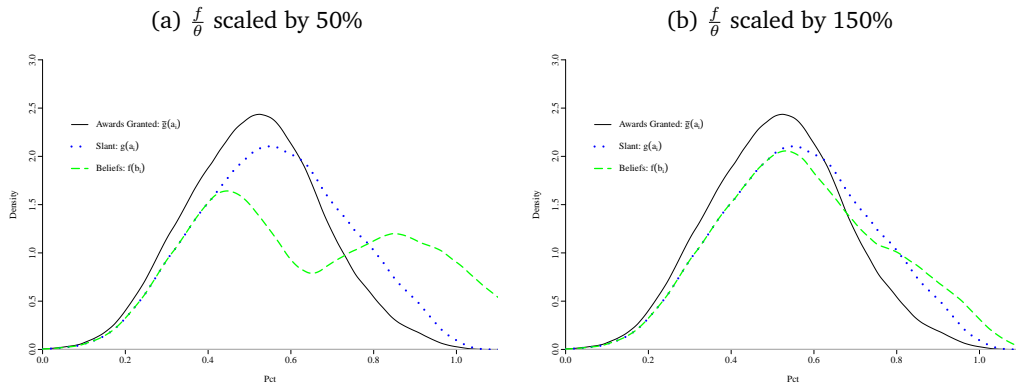 (a) f/θ scaled by 50%
3.0
2.5
2.0
1.5
1.0
0.5
0.0
Density
Awards Granted: g̅(aᵢ)
Slant: g(aᵢ)
Beliefs: f(bᵢ)
0.0 0.2 0.4 0.6 0.8 1.0
Pct
(b) f/θ scaled by 150%
3.0
2.5
2.0
1.5
1.0
0.5
0.0
Density
Awards Granted: g̅(aᵢ)
Slant: g(aᵢ)
Beliefs: f(bᵢ)
0.0 0.2 0.4 0.6 0.8 1.0
Pct